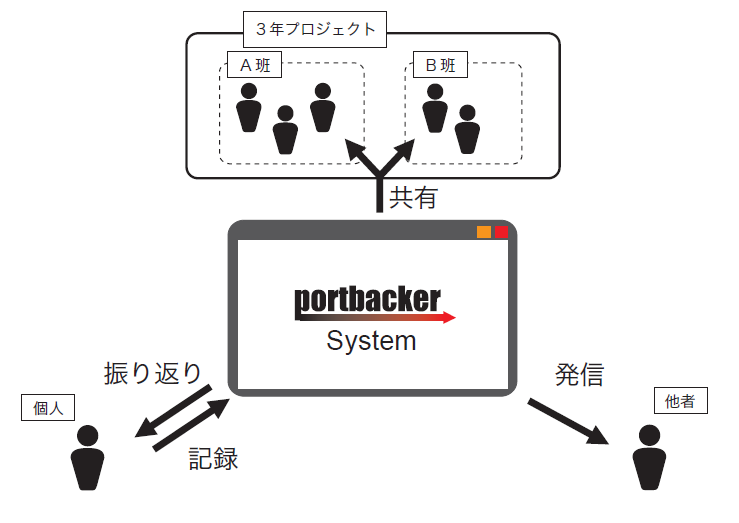 ３年プロジェクト
Ａ班
Ｂ班
共有
portbacker
System
振り返り
発信
個人
他者
記録